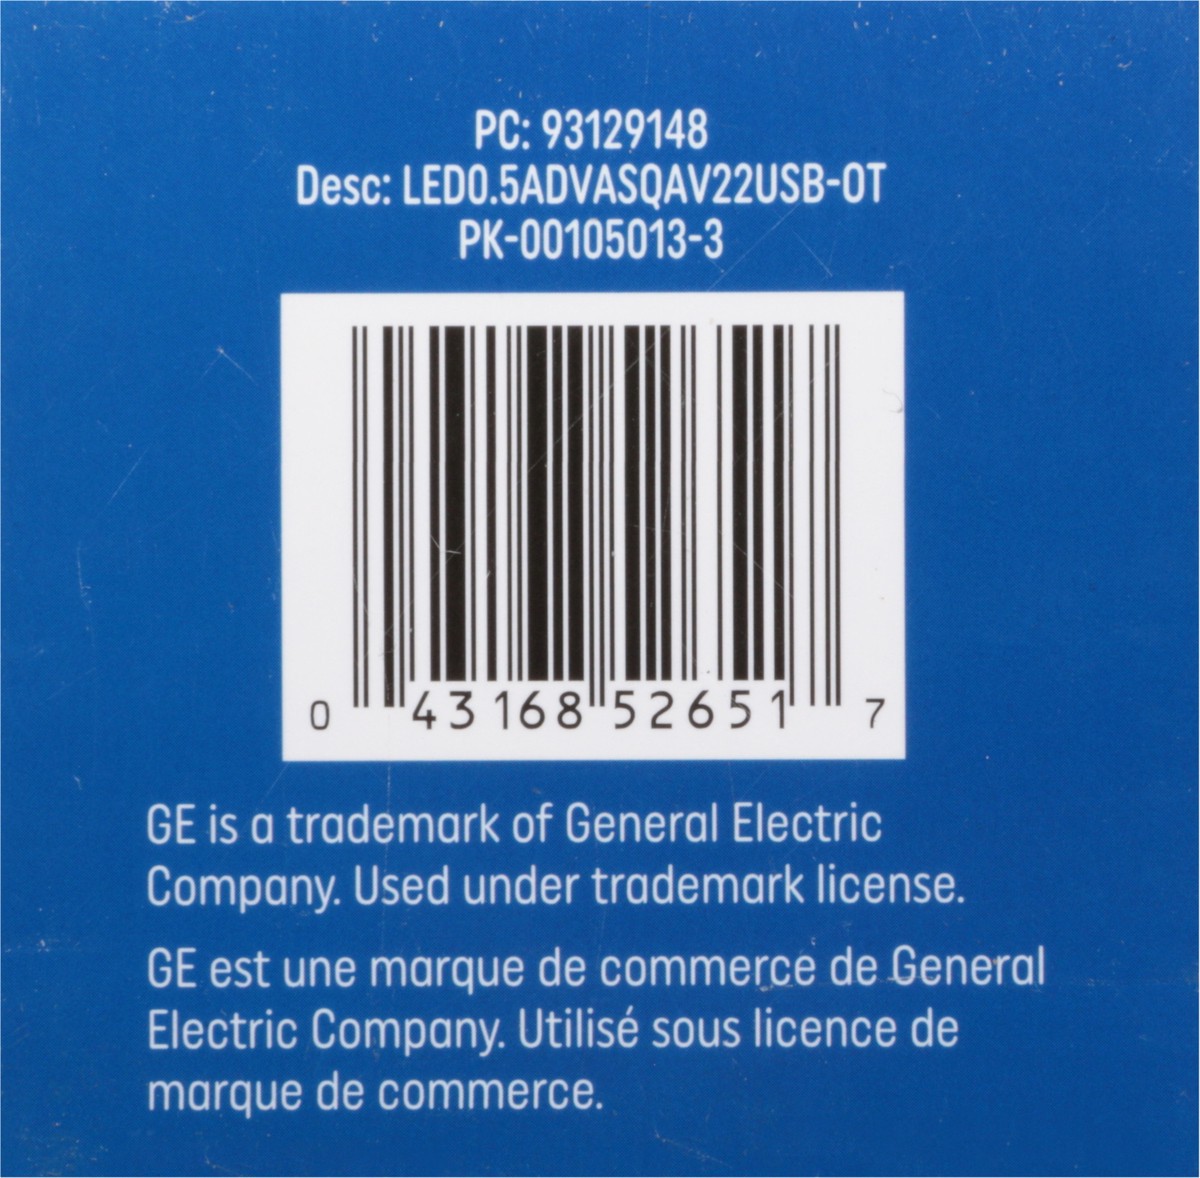 PC: 93129148
Desc: LED0.5ADVASQAV22USB-OT
PK-00105013-3
0 43168 52651 7
GE is a trademark of General Electric
Company. Used under trademark license.
GE est une marque de commerce de General
Electric Company. Utilisé sous licence de
marque de commerce.